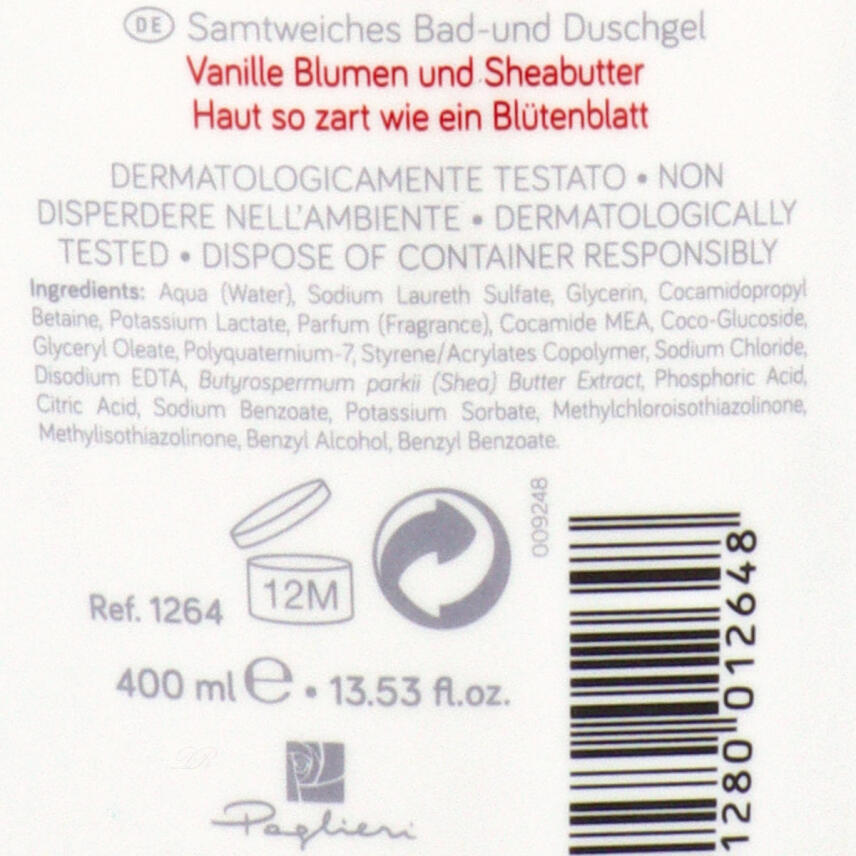 DE Samtweiches Bad-und Duschgel
Vanille Blumen und Sheabutter
Haut so zart wie ein Blütenblatt
DERMATOLOGICAMENTE TESTATO • NON
DISPERDERE NELL'AMBIENTE • DERMATOLOGICALLY
TESTED • DISPOSE OF CONTAINER RESPONSIBLY
Ingredients: Aqua (Water), Sodium Laureth Sulfate, Glycerin, Cocamidopropyl
Betaine, Potassium Lactate, Parfum (Fragrance), Cocamide MEA, Coco-Glucoside,
Glyceryl Oleate, Polyquaternium-7, Styrene/Acrylates Copolymer, Sodium Chloride,
Disodium EDTA, Butyrospermum parkii (Shea) Butter Extract, Phosphoric Acid,
Citric Acid, Sodium Benzoate, Potassium Sorbate, Methylchloroisothiazolinone,
Methylisothiazolinone, Benzyl Alcohol, Benzyl Benzoate.
009248
12M
Ref. 1264
400 ml e • 13.53 fl.oz.
Paglieri
1280 012648